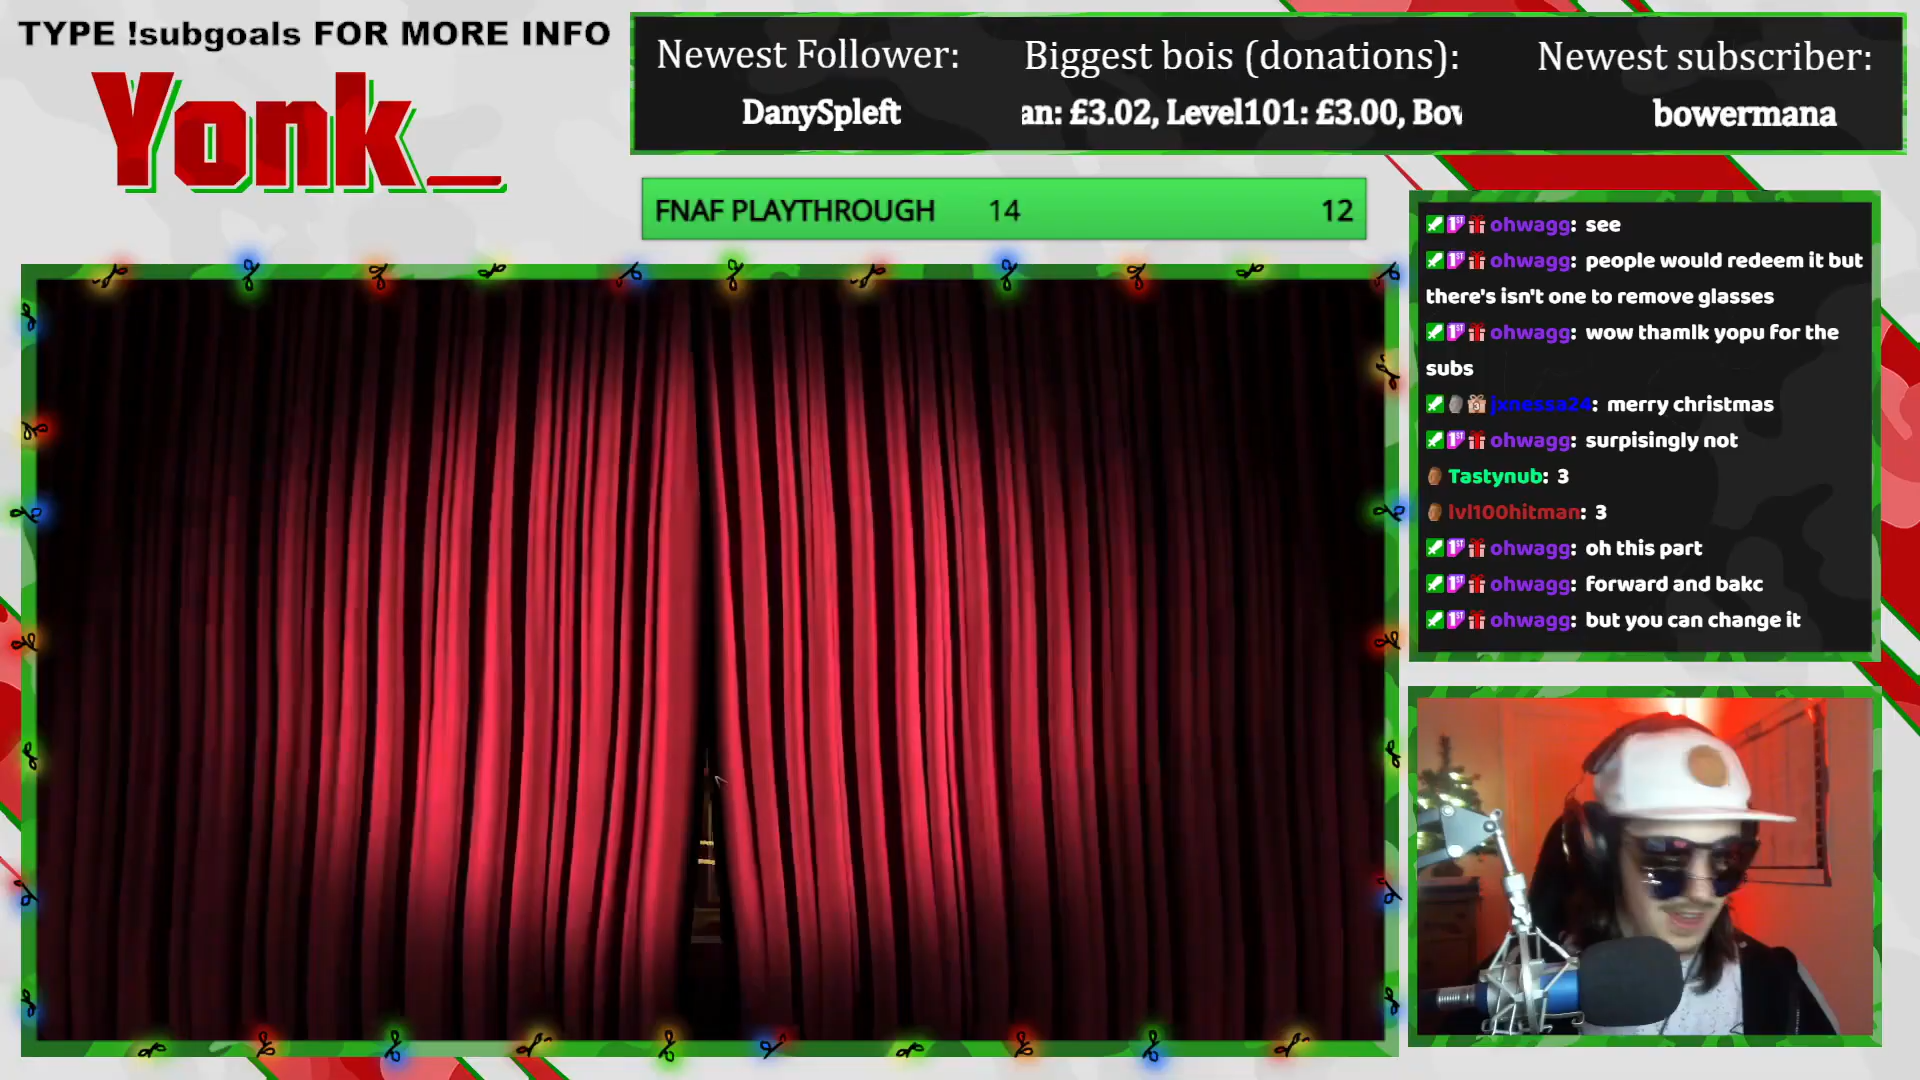 TYPE !subgoals FOR MORE INFO
Yonk_
Newest Follower:
DanySpleft
Biggest bois (donations):
an: £3.02, Level101: £3.00, Bov
Newest subscriber:
bowermana
FNAF PLAYTHROUGH 14 12
ohwagg: see
ohwagg: people would redeem it but
there's isn't one to remove glasses
ohwagg: wow thamlk yopu for the
subs
jxnessa24: merry christmas
ohwagg: surpisingly not
Tastynub: 3
lvl100hitman: 3
ohwagg: oh this part
ohwagg: forward and bakc
ohwagg: but you can change it